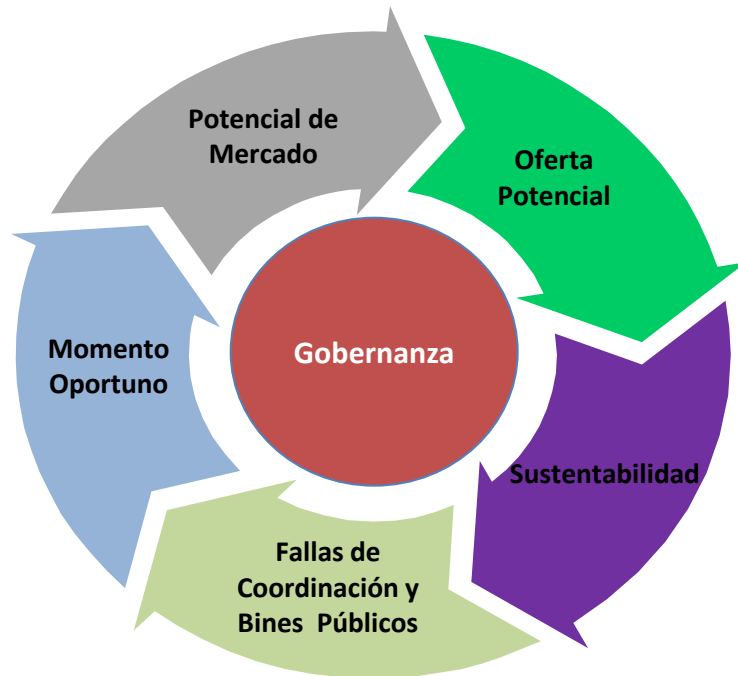 Potencial de
Mercado
Oferta
Potencial
Gobernanza
Momento
Oportuno
Sustentabilidad
Fallas de
Coordinación y
Bines Públicos